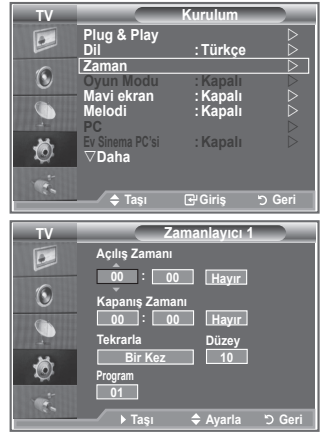 TV Kurulum
Plug & Play
Dil : Türkçe
Zaman
Oyun Modu : Kapalı
Mavi ekran : Kapalı
Melodi : Kapalı
PC
Ev Sinema PC'si : Kapalı
▽Daha
Taşı Giriş Geri
TV Zamanlayıcı 1
Açılış Zamanı
00 : 00 Hayır
Kapanış Zamanı
00 : 00 Hayır
Tekrarla Düzey
Bir Kez 10
Program
01
Taşı Ayarla Geri